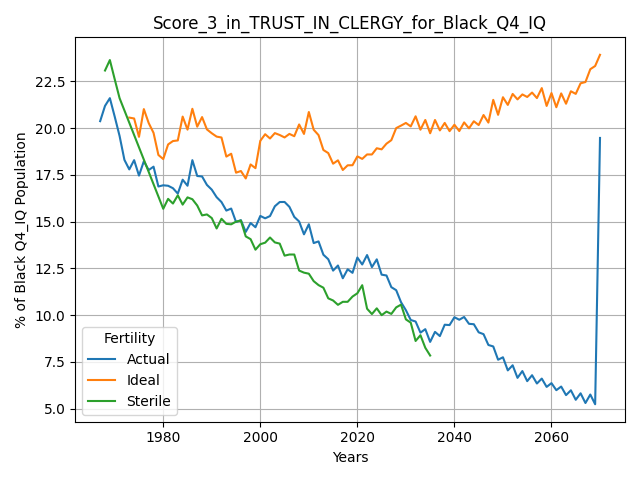 Score_3_in_TRUST_IN_CLERGY_for_Black_Q4_IQ
% of Black Q4_IQ Population
22.5
20.0
17.5
15.0
12.5
10.0
7.5
5.0
Fertility
Actual
Ideal
Sterile
1980
2000
2020
2040
2060
Years